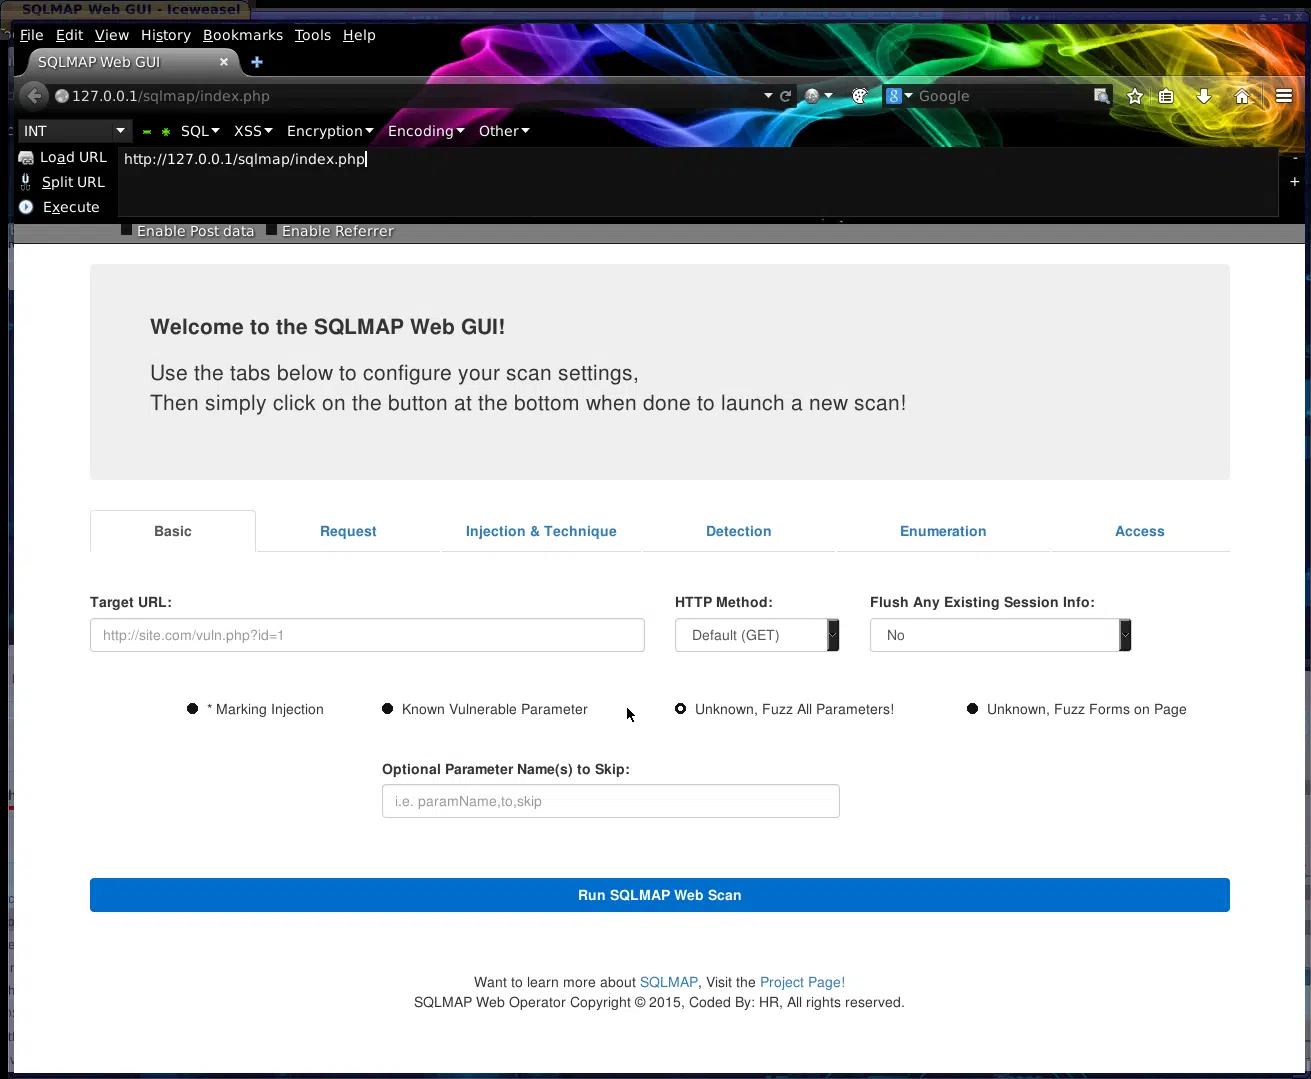 SQLMAP Web GUI - Iceweasel
File Edit View History Bookmarks Tools Help
SQLMAP Web GUI
127.0.0.1/sqlmap/index.php
Google
INT SQL XSS Encryption Encoding Other
Load URL
http://127.0.0.1/sqlmap/index.php
Split URL
Execute
Enable Post data Enable Referrer
Welcome to the SQLMAP Web GUI!
Use the tabs below to configure your scan settings,
Then simply click on the button at the bottom when done to launch a new scan!
Basic Request Injection & Technique Detection Enumeration Access
Target URL: HTTP Method: Flush Any Existing Session Info:
http://site.com/vuln.php?id=1 Default (GET) No
* Marking Injection Known Vulnerable Parameter Unknown, Fuzz All Parameters! Unknown, Fuzz Forms on Page
Optional Parameter Name(s) to Skip:
i.e. paramName,to,skip
Run SQLMAP Web Scan
Want to learn more about SQLMAP, Visit the Project Page!
SQLMAP Web Operator Copyright © 2015, Coded By: HR, All rights reserved.